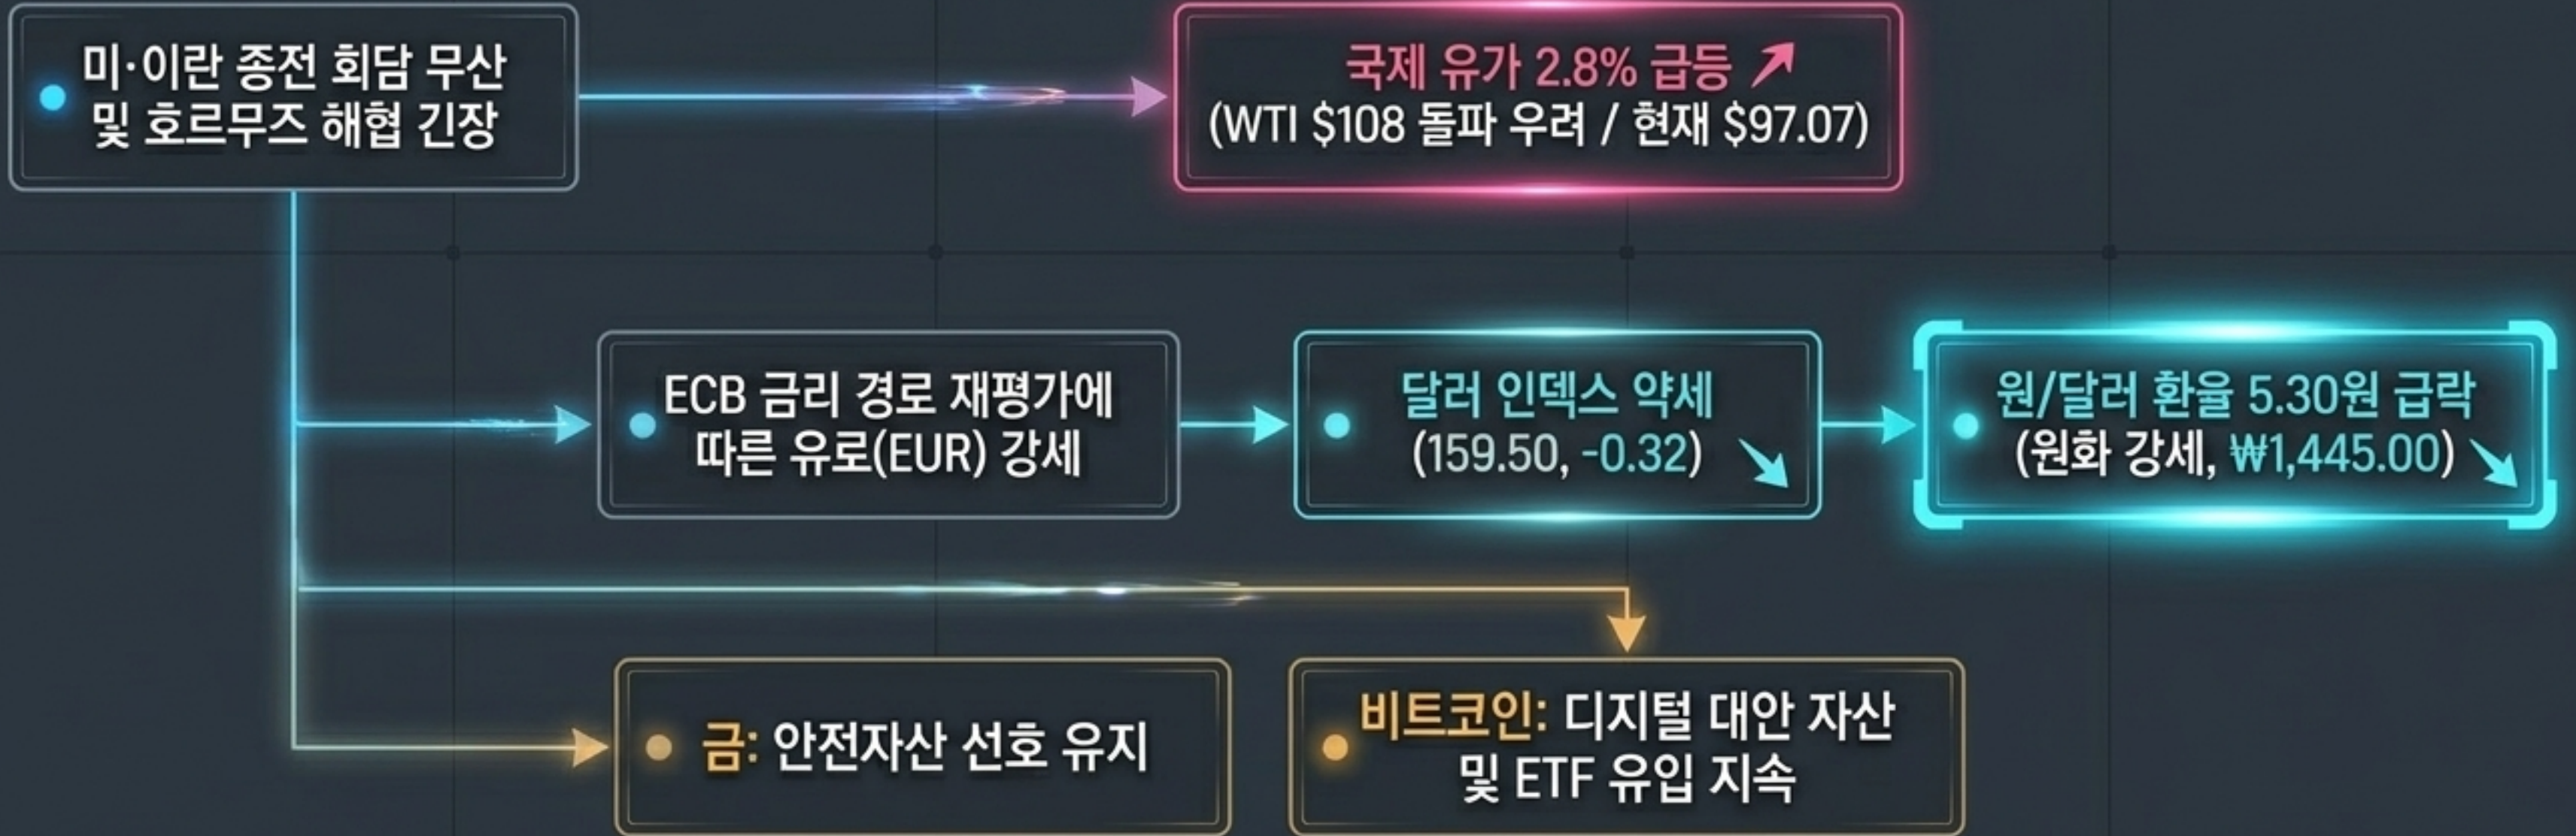 미·이란 종전 회담 무산
및 호르무즈 해협 긴장
국제 유가 2.8% 급등
(WTI $108 돌파 우려 / 현재 $97.07)
ECB 금리 경로 재평가에
따른 유로(EUR) 강세
달러 인덱스 약세
(159.50, -0.32)
원/달러 환율 5.30원 급락
(원화 강세, ₩1,445.00)
금: 안전자산 선호 유지
비트코인: 디지털 대안 자산
및 ETF 유입 지속